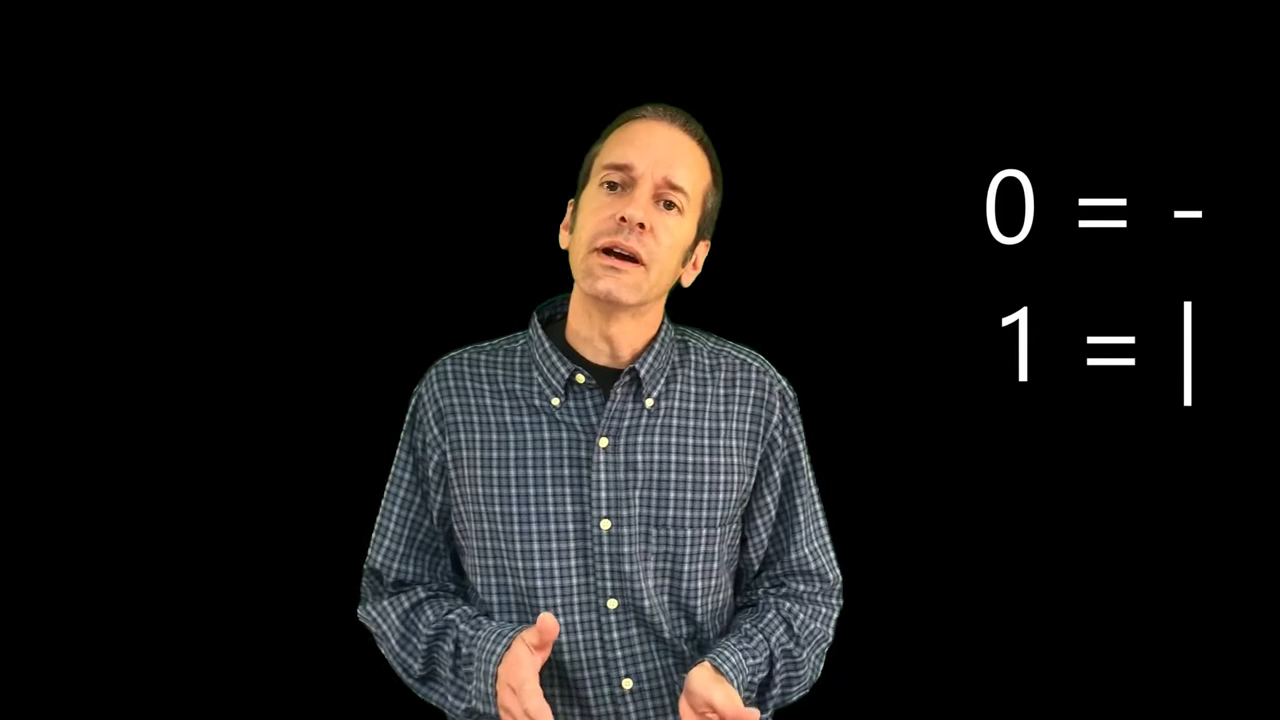 0 = -
1 = |